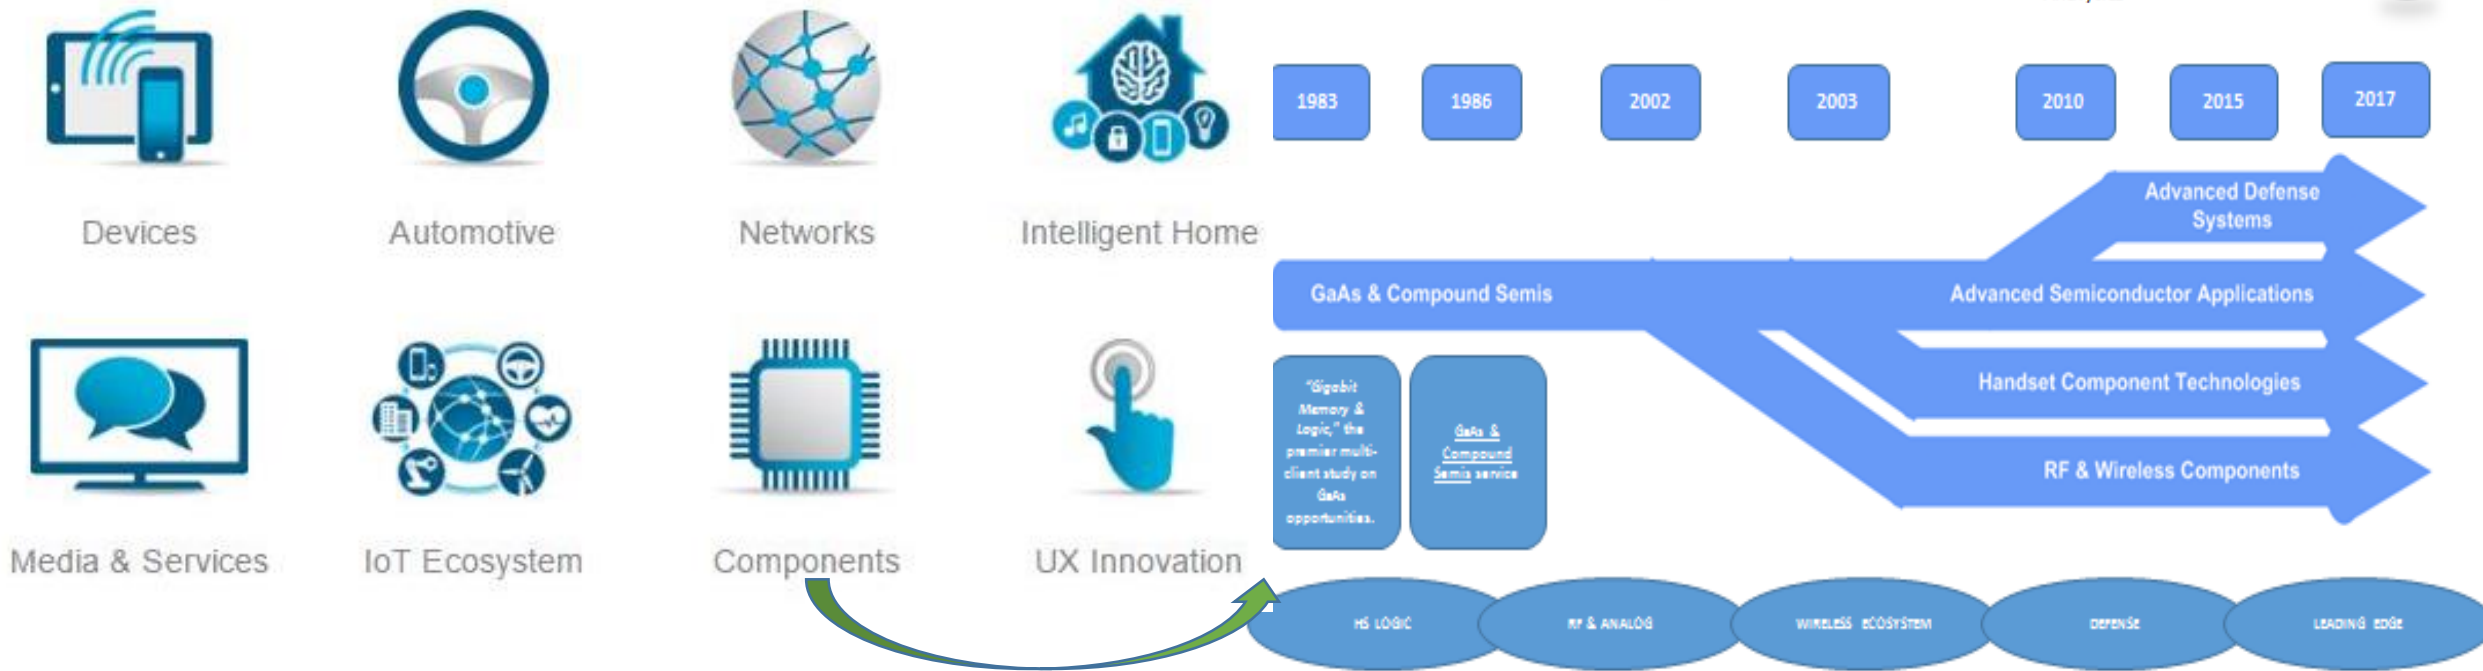 Devices
Automotive
Networks
Intelligent Home
Media & Services
IoT Ecosystem
Components
UX Innovation
1983
1986
2002
2003
2010
2015
2017
Advanced Defense
Systems
GaAs & Compound Semis
Advanced Semiconductor Applications
Handset Component Technologies
RF & Wireless Components
"Gigabit
Memory &
Logic," the
premier multi-
client study on
GaAs
opportunities.
GaAs &
Compound
Semis service
HS LOGIC
RF & ANALOG
WIRELESS ECOSYSTEM
DEFENSE
LEADING EDGE